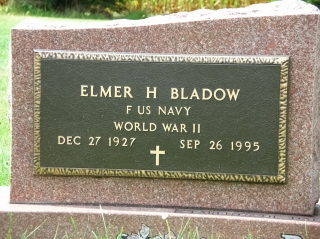 ELMER H BLADOW
F US NAVY
WORLD WAR II
DEC 27 1927 SEP 26 1995